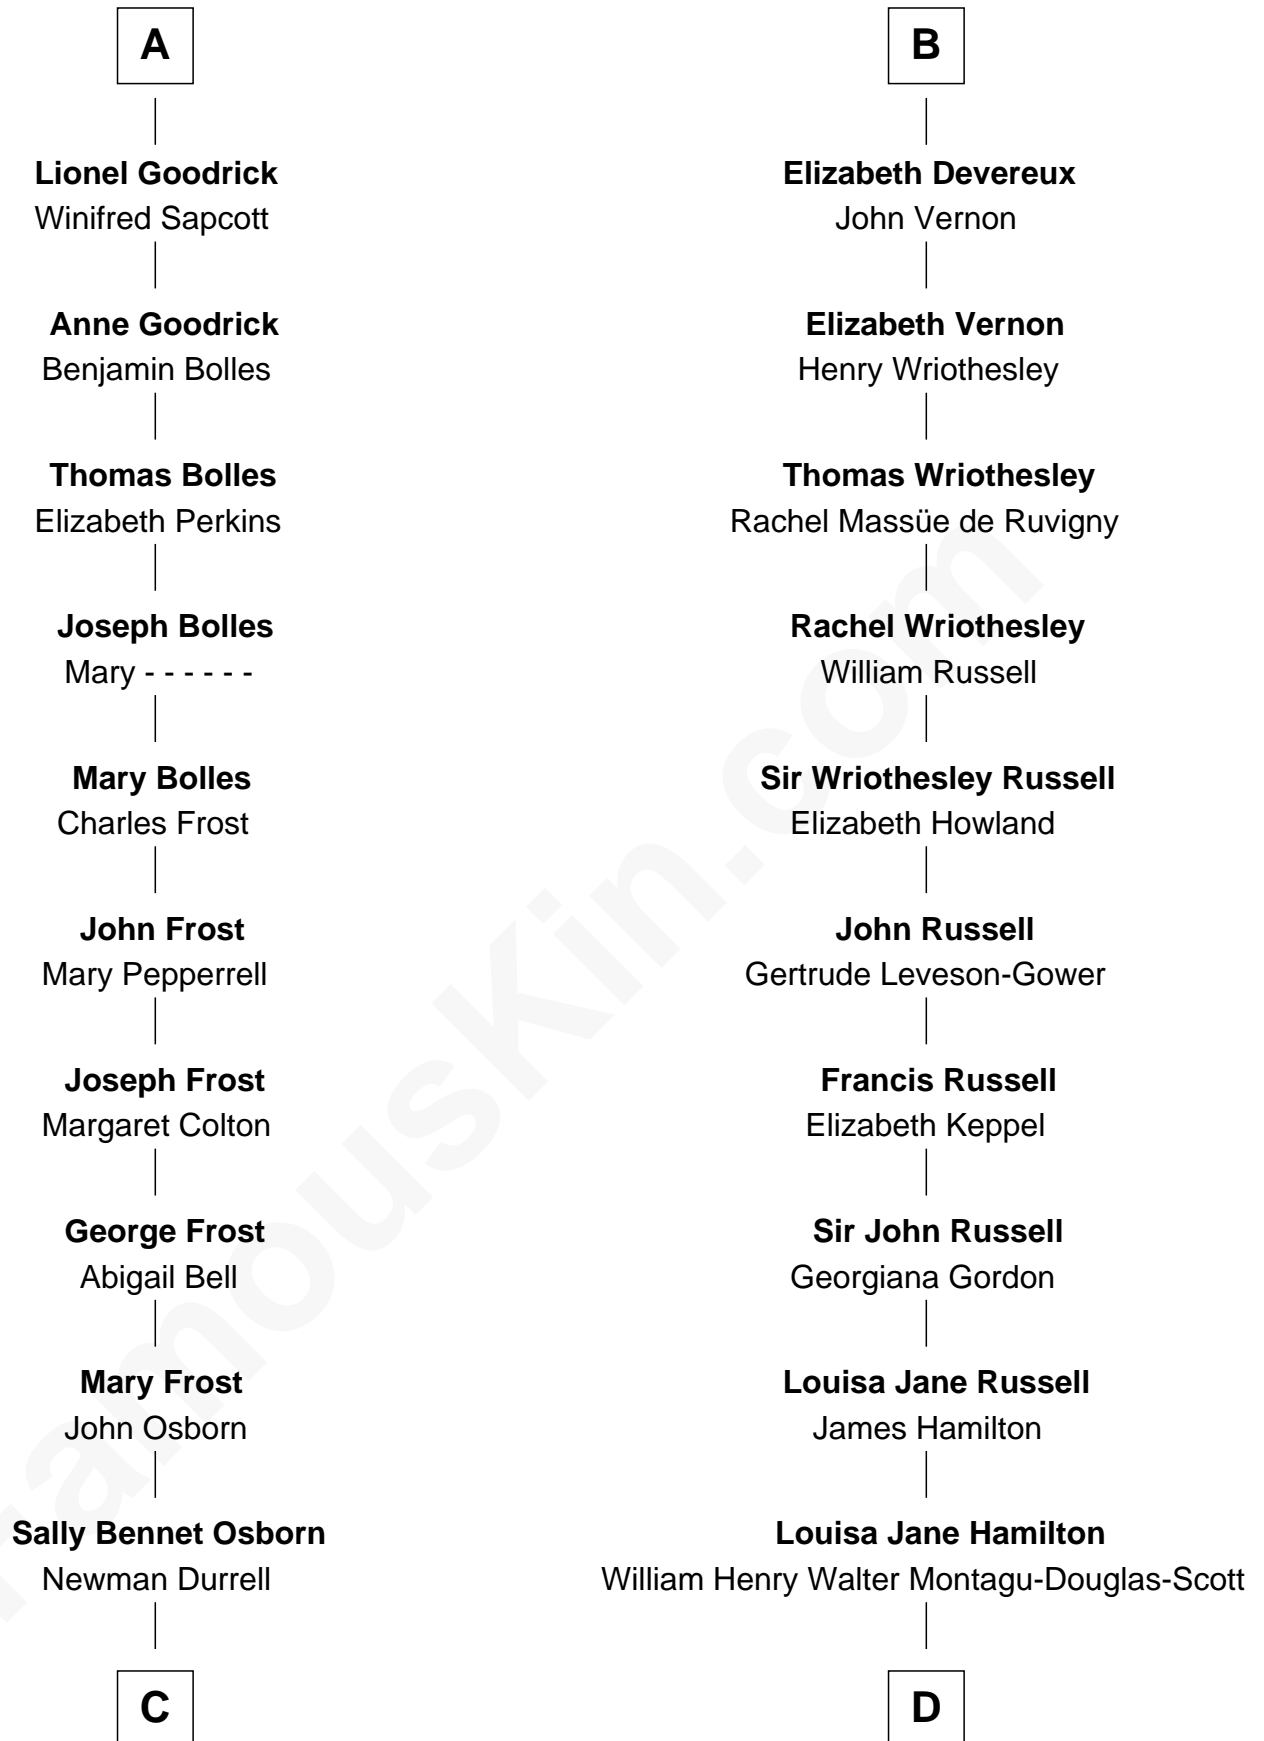 A
Lionel Goodrick
Winifred Sapcott
Anne Goodrick
Benjamin Bolles
Thomas Bolles
Elizabeth Perkins
Joseph Bolles
Mary - - - - - -
Mary Bolles
Charles Frost
John Frost
Mary Pepperrell
Joseph Frost
Margaret Colton
George Frost
Abigail Bell
Mary Frost
John Osborn
Sally Bennet Osborn
Newman Durrell
C
B
Elizabeth Devereux
John Vernon
Elizabeth Vernon
Henry Wriothesley
Thomas Wriothesley
Rachel Massüe de Ruvigny
Rachel Wriothesley
William Russell
Sir Wriothesley Russell
Elizabeth Howland
John Russell
Gertrude Leveson-Gower
Francis Russell
Elizabeth Keppel
Sir John Russell
Georgiana Gordon
Louisa Jane Russell
James Hamilton
Louisa Jane Hamilton
William Henry Walter Montagu-Douglas-Scott
D
FamousKin.com